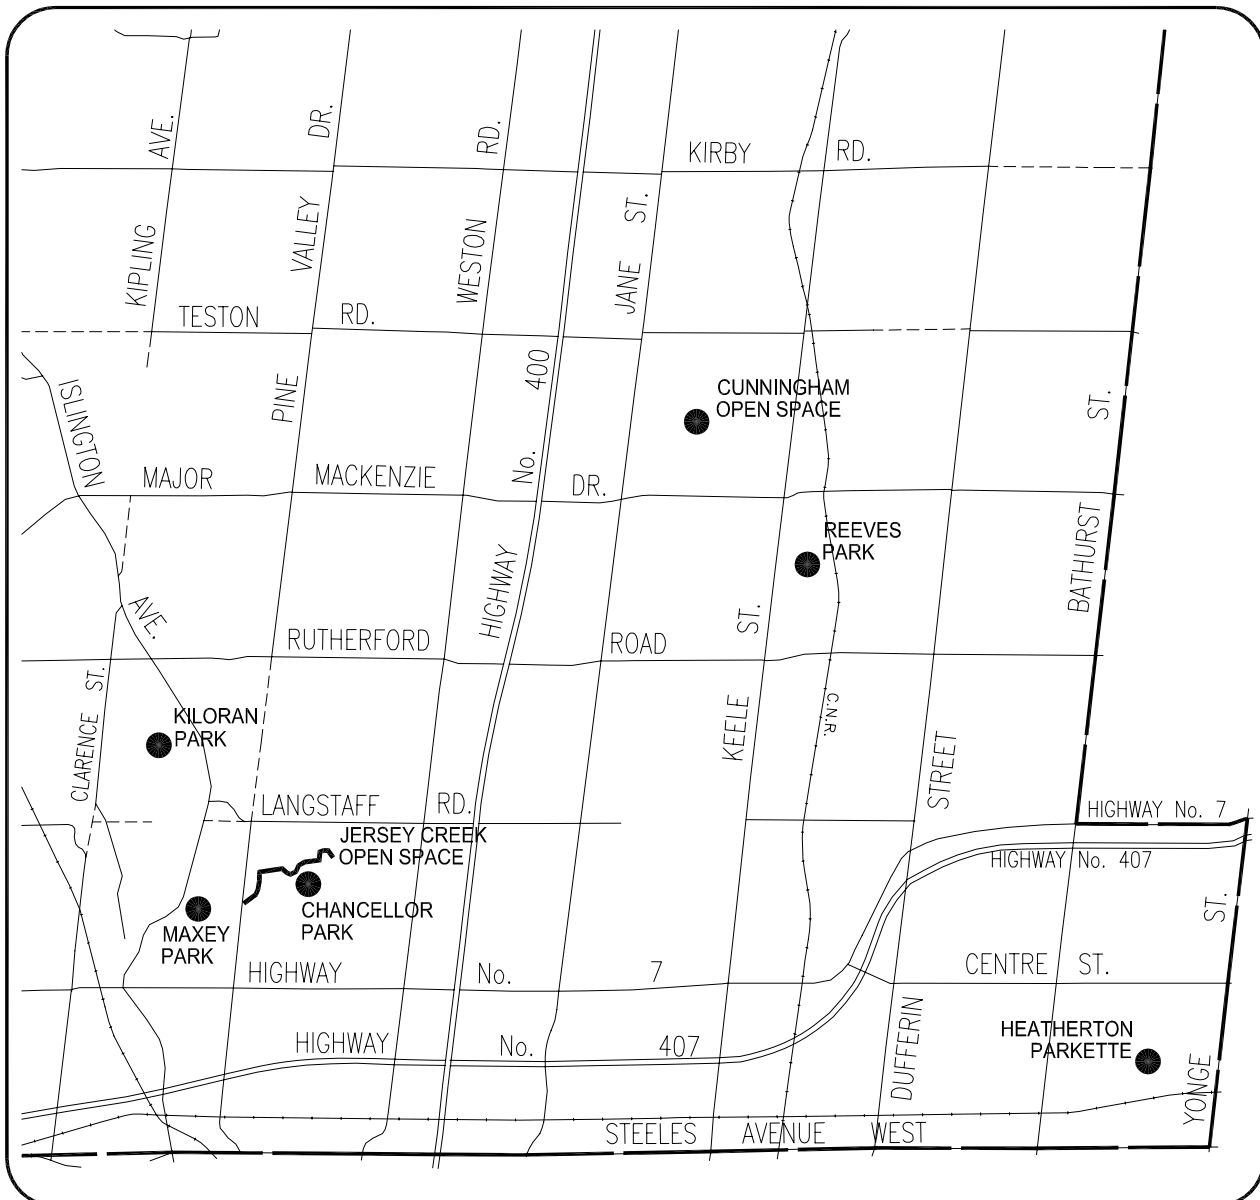 KIPLING AVE.
PINE VALLEY DR.
WESTON RD.
HIGHWAY No. 400
JANE ST.
KIRBY RD.
TESTON RD.
ISLINGTON AVE.
CUNNINGHAM
OPEN SPACE
MAJOR MACKENZIE DR.
BATHURST ST.
REEVES
PARK
KEELE ST.
RUTHERFORD ROAD
CLARENCE ST.
KILORAN
PARK
C.N.R.
DUFFERIN STREET
LANGSTAFF RD.
HIGHWAY No. 7
JERSEY CREEK
OPEN SPACE
HIGHWAY No. 407
CHANCELLOR
PARK
MAXEY
PARK
HIGHWAY No. 7
CENTRE ST.
YONGE ST.
HEATHERTON
PARKETTE
HIGHWAY No. 407
STEELES AVENUE WEST